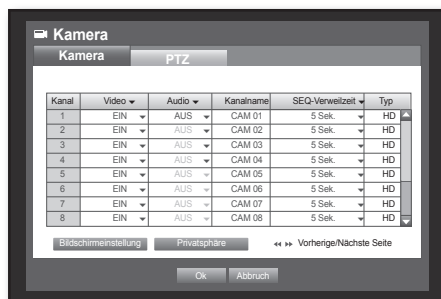 Kamera
Kamera PTZ
Kanal Video Audio Kanalname SEQ-Verweilzeit Typ
1 EIN AUS CAM 01 5 Sek. HD
2 EIN AUS CAM 02 5 Sek. HD
3 EIN AUS CAM 03 5 Sek. HD
4 EIN AUS CAM 04 5 Sek. HD
5 EIN AUS CAM 05 5 Sek. HD
6 EIN AUS CAM 06 5 Sek. HD
7 EIN AUS CAM 07 5 Sek. HD
8 EIN AUS CAM 08 5 Sek. HD
Bildschirmeinstellung Privatsphäre Vorherige/Nächste Seite
Ok Abbruch